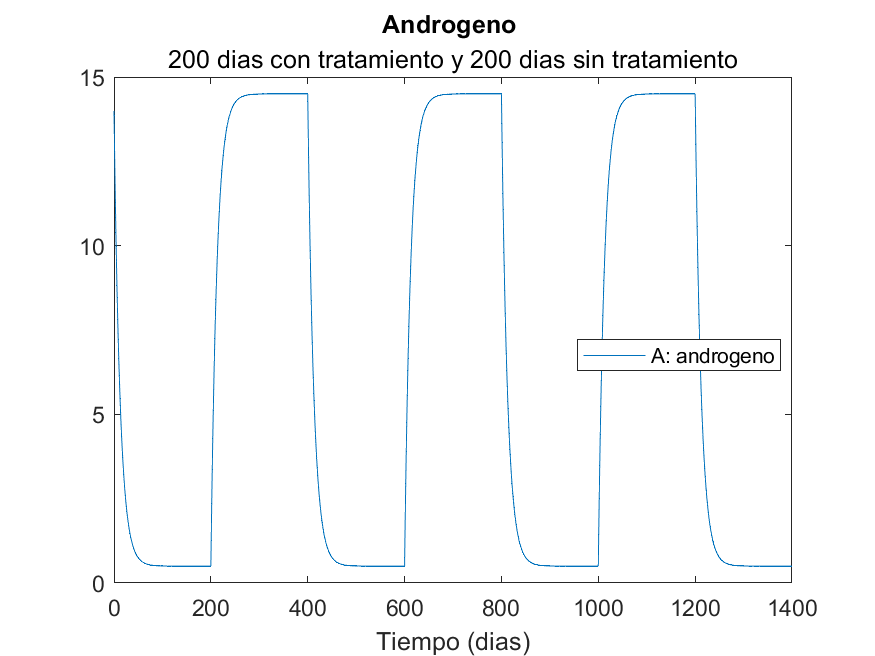 Androgeno
200 dias con tratamiento y 200 dias sin tratamiento
15
10
5
0
A: androgeno
0 200 400 600 800 1000 1200 1400
Tiempo (dias)